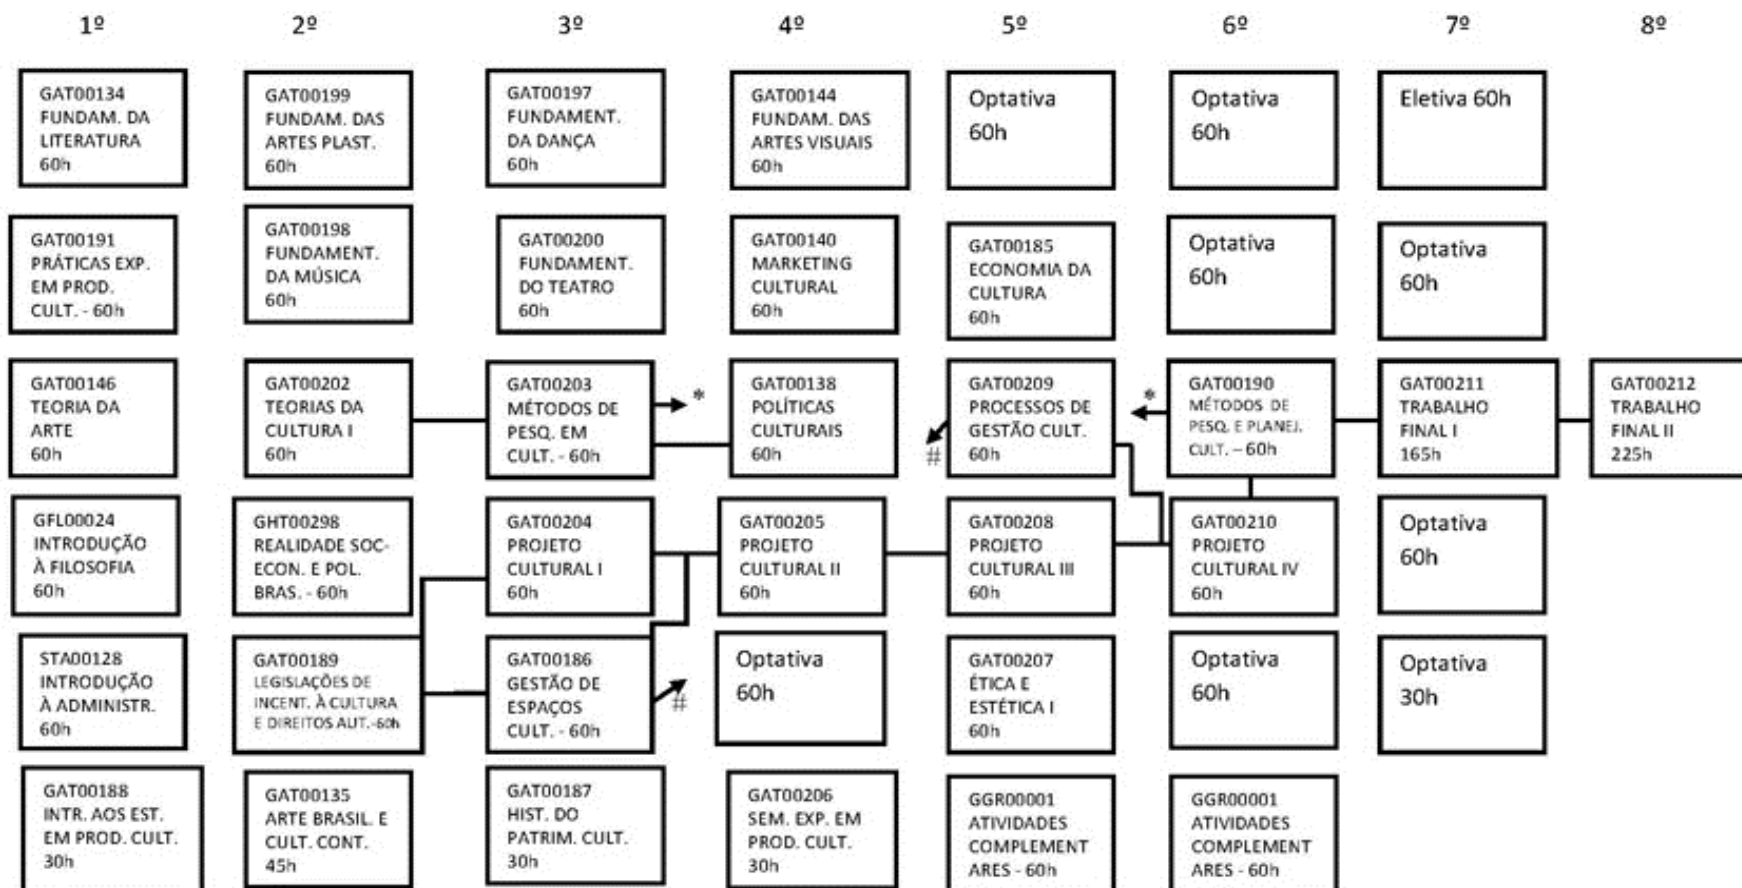 1º 2º 3º 4º 5º 6º 7º 8º
GAT00134
FUNDAM. DA
LITERATURA
60h
GAT00199
FUNDAM. DAS
ARTES PLAST.
60h
GAT00197
FUNDAMENT.
DA DANÇA
60h
GAT00144
FUNDAM. DAS
ARTES VISUAIS
60h
Optativa
60h
Optativa
60h
Eletiva 60h
GAT00191
PRÁTICAS EXP.
EM PROD.
CULT. - 60h
GAT00198
FUNDAMENT.
DA MÚSICA
60h
GAT00200
FUNDAMENT.
DO TEATRO
60h
GAT00140
MARKETING
CULTURAL
60h
GAT00185
ECONOMIA DA
CULTURA
60h
Optativa
60h
Optativa
60h
GAT00146
TEORIA DA
ARTE
60h
GAT00202
TEORIAS DA
CULTURA I
60h
GAT00203
MÉTODOS DE
PESQ. EM
CULT. - 60h
*
GAT00138
POLÍTICAS
CULTURAIS
60h
#
GAT00209
PROCESSOS DE
GESTÃO CULT.
60h
*
GAT00190
MÉTODOS DE
PESQ. E PLANEJ.
CULT. – 60h
GAT00211
TRABALHO
FINAL I
165h
GAT00212
TRABALHO
FINAL II
225h
GFL00024
INTRODUÇÃO
À FILOSOFIA
60h
GHT00298
REALIDADE SOC-
ECON. E POL.
BRAS. - 60h
GAT00204
PROJETO
CULTURAL I
60h
GAT00205
PROJETO
CULTURAL II
60h
GAT00208
PROJETO
CULTURAL III
60h
GAT00210
PROJETO
CULTURAL IV
60h
Optativa
60h
STA00128
INTRODUÇÃO
À ADMINISTR.
60h
GAT00189
LEGISLAÇÕES DE
INCENT. À CULTURA
E DIREITOS AUT.-60h
GAT00186
GESTÃO DE
ESPAÇOS
CULT. - 60h
#
Optativa
60h
GAT00207
ÉTICA E
ESTÉTICA I
60h
Optativa
60h
Optativa
30h
GAT00188
INTR. AOS EST.
EM PROD. CULT.
30h
GAT00135
ARTE BRASIL. E
CULT. CONT.
45h
GAT00187
HIST. DO
PATRIM. CULT.
30h
GAT00206
SEM. EXP. EM
PROD. CULT.
30h
GGR00001
ATIVIDADES
COMPLEMENT
ARES - 60h
GGR00001
ATIVIDADES
COMPLEMENT
ARES - 60h